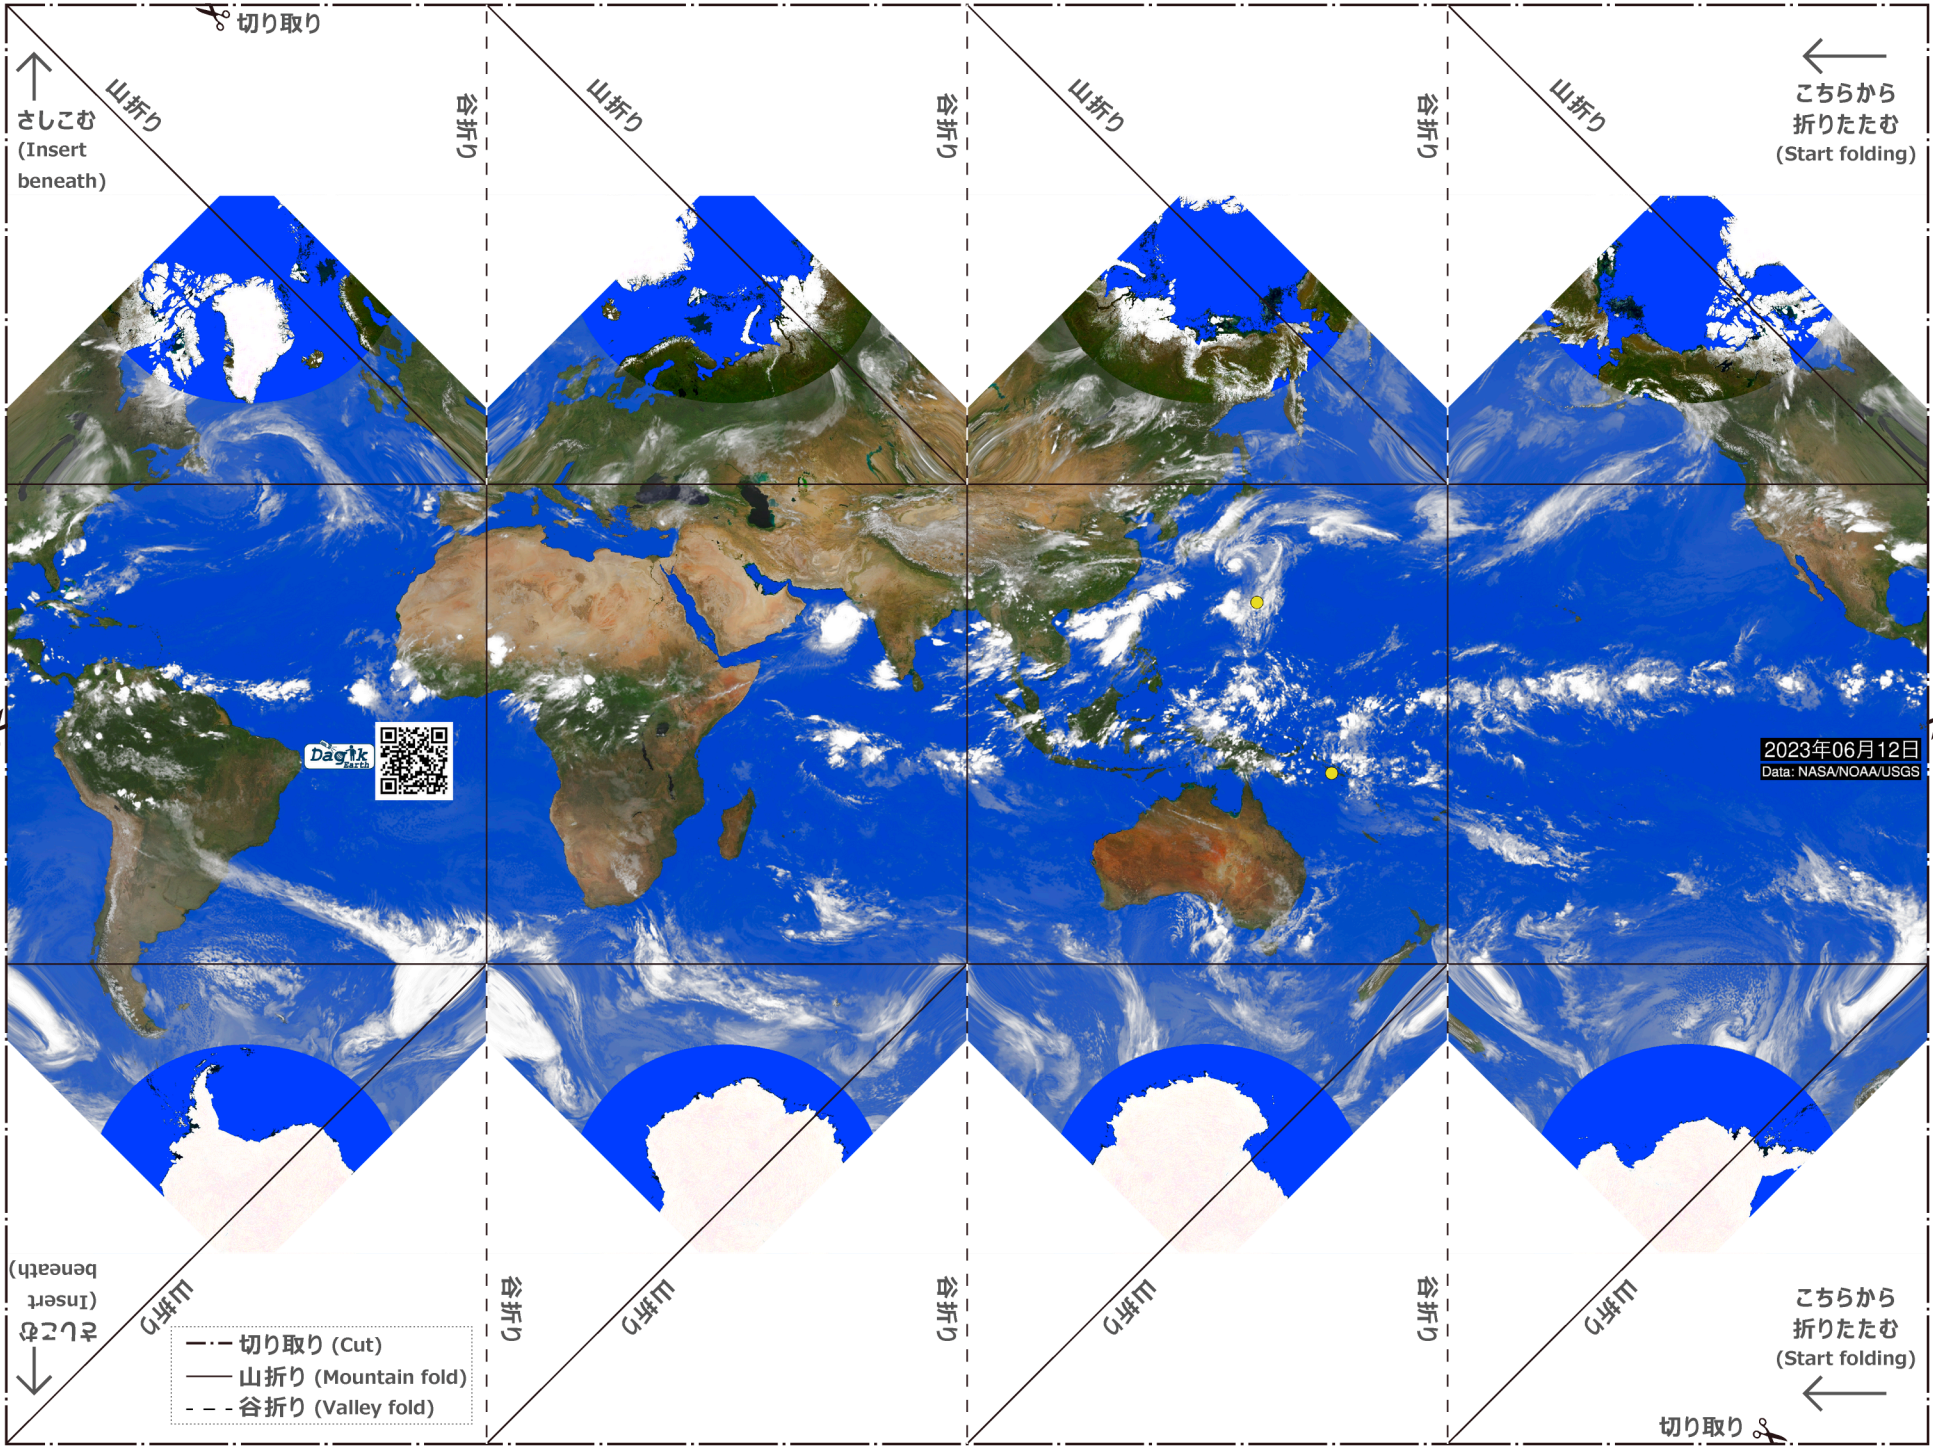 切り取り
山折り
谷折り
山折り
谷折り
山折り
谷折り
山折り
さしこむ
(Insert
beneath)
こちらから
折りたたむ
(Start folding)
Dagik
Earth
2023年06月12日
Data: NASA/NOAA/USGS
さしこむ
(Insert
beneath)
山折り
谷折り
山折り
谷折り
山折り
谷折り
山折り
切り取り (Cut)
山折り (Mountain fold)
谷折り (Valley fold)
こちらから
折りたたむ
(Start folding)
切り取り